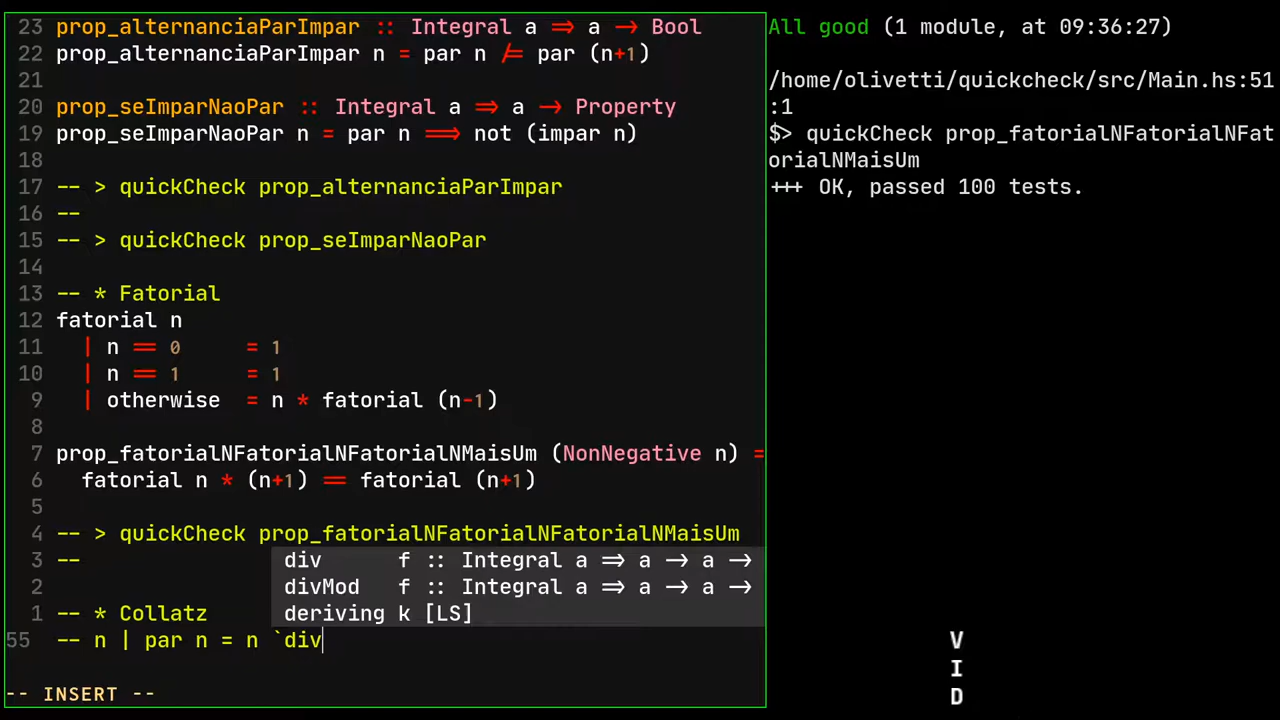 23 prop_alternanciaParImpar :: Integral a => a -> Bool
22 prop_alternanciaParImpar n = par n /= par (n+1)
21
20 prop_seImparNaoPar :: Integral a => a -> Property
19 prop_seImparNaoPar n = par n ==> not (impar n)
18
17 -- > quickCheck prop_alternanciaParImpar
16 --
15 -- > quickCheck prop_seImparNaoPar
14
13 -- * Fatorial
12 fatorial n
11 | n == 0 = 1
10 | n == 1 = 1
9 | otherwise = n * fatorial (n-1)
8
7 prop_fatorialNFatorialNFatorialNMaisUm (NonNegative n) =
6 fatorial n * (n+1) == fatorial (n+1)
5
4 -- > quickCheck prop_fatorialNFatorialNFatorialNMaisUm
3 --
2
1 -- * Collatz
55 -- n | par n = n `div
div f :: Integral a => a -> a ->
divMod f :: Integral a => a -> a ->
deriving k [LS]
-- INSERT --
All good (1 module, at 09:36:27)
/home/olivetti/quickcheck/src/Main.hs:51
:1
$> quickCheck prop_fatorialNFatorialNFat
orialNMaisUm
+++ OK, passed 100 tests.
V
I
D